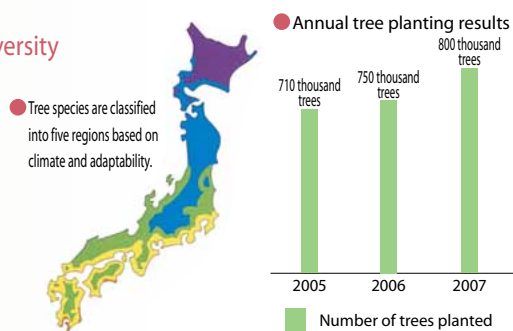 Tree species are classified
into five regions based on
climate and adaptability.
Annual tree planting results
710 thousand
trees
750 thousand
trees
800 thousand
trees
2005 2006 2007
Number of trees planted